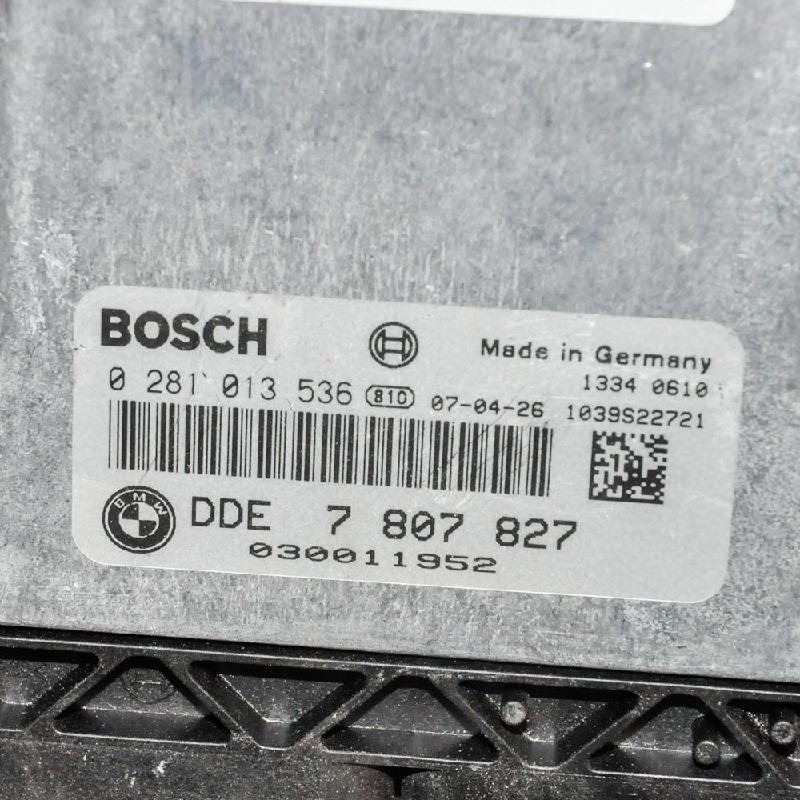 BOSCH Made in Germany
1334 0610
0 281 013 536 810 07-04-26 1039S22721
BMW DDE 7 807 827
030011952